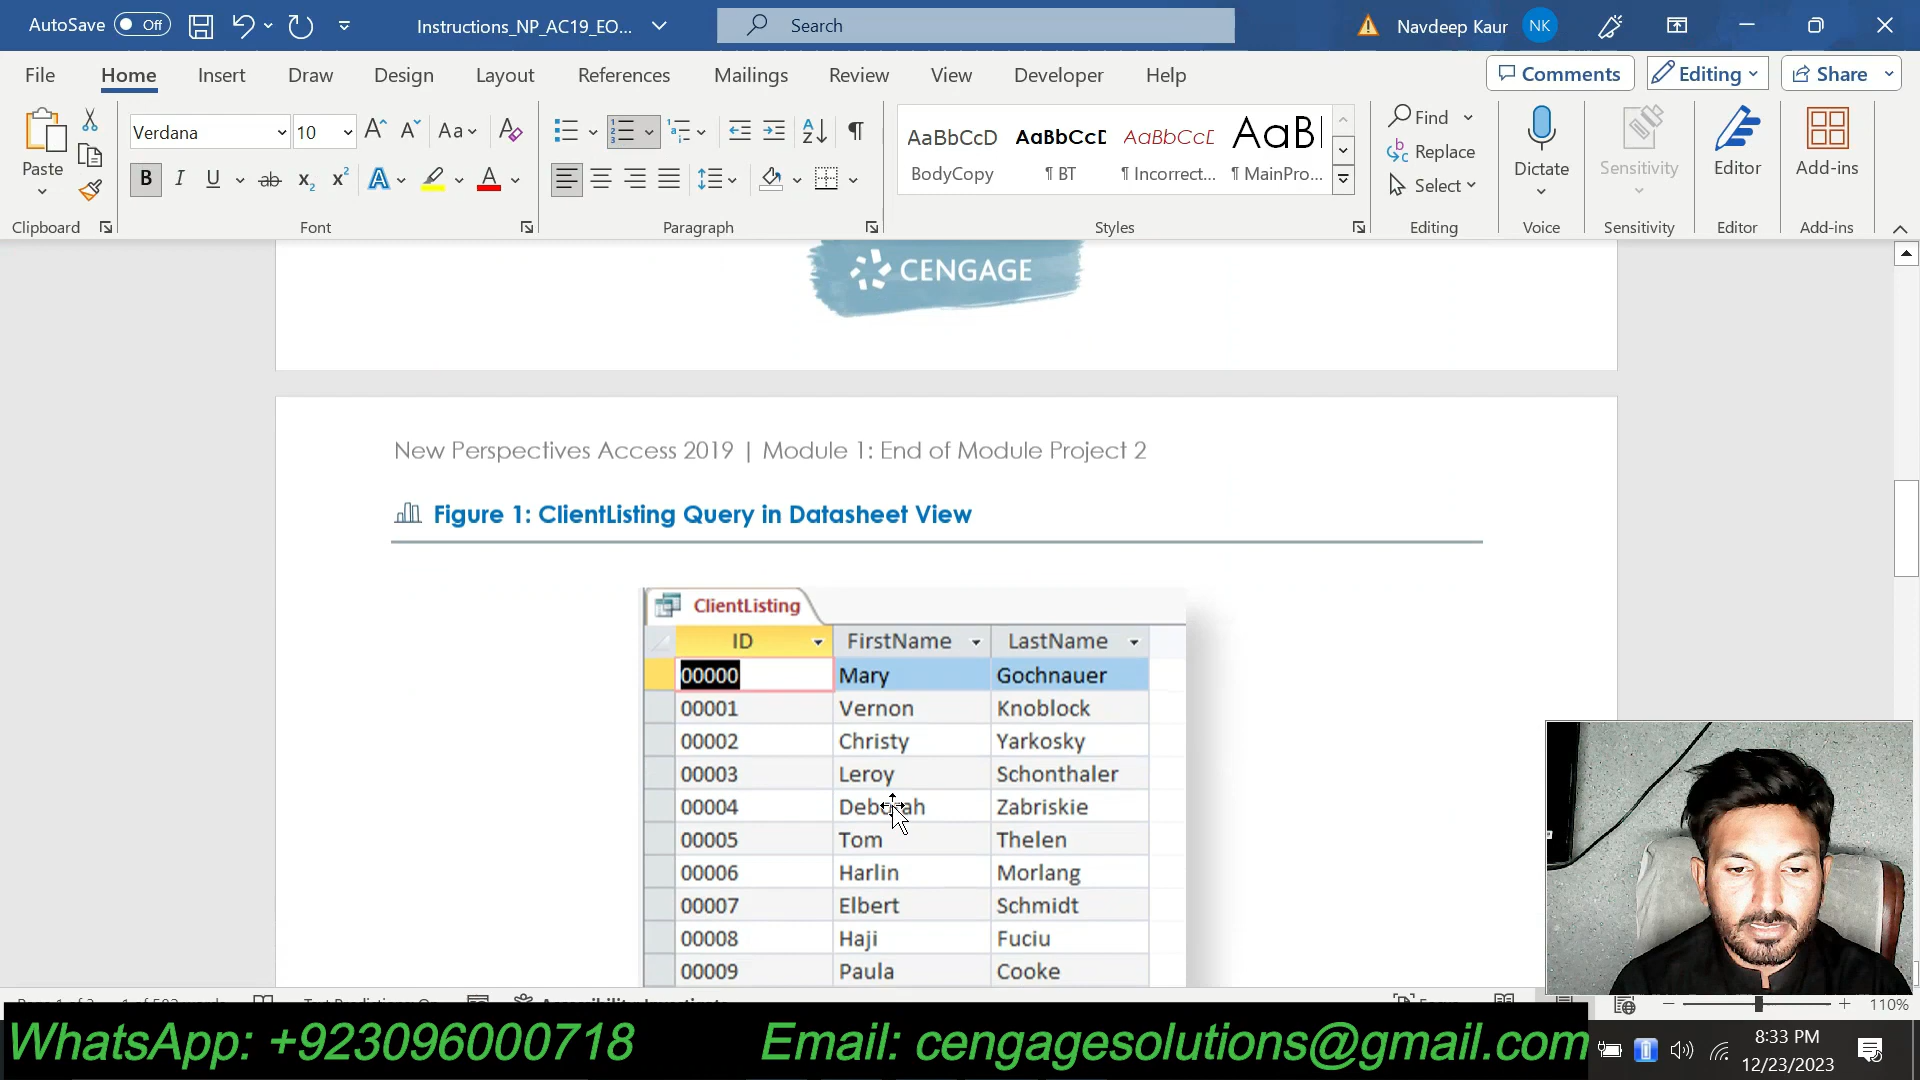 AutoSave Off Instructions_NP_AC19_EO... Search Navdeep Kaur NK
File Home Insert Draw Design Layout References Mailings Review View Developer Help Comments Editing Share
Paste Verdana 10 Aa AaBbCcD AaBbCcD AaBbCcD AaB Find Replace Select Dictate Sensitivity Editor Add-ins
BodyCopy ¶ BT ¶ Incorrect... ¶ MainPro...
Clipboard Font Paragraph Styles Editing Voice Sensitivity Editor Add-ins
CENGAGE
New Perspectives Access 2019 | Module 1: End of Module Project 2
Figure 1: ClientListing Query in Datasheet View
ClientListing
ID FirstName LastName
00000 Mary Gochnauer
00001 Vernon Knoblock
00002 Christy Yarkosky
00003 Leroy Schonthaler
00004 Deborah Zabriskie
00005 Tom Thelen
00006 Harlin Morlang
00007 Elbert Schmidt
00008 Haji Fuciu
00009 Paula Cooke
110%
WhatsApp: +923096000718 Email: cengagesolutions@gmail.com
8:33 PM
12/23/2023